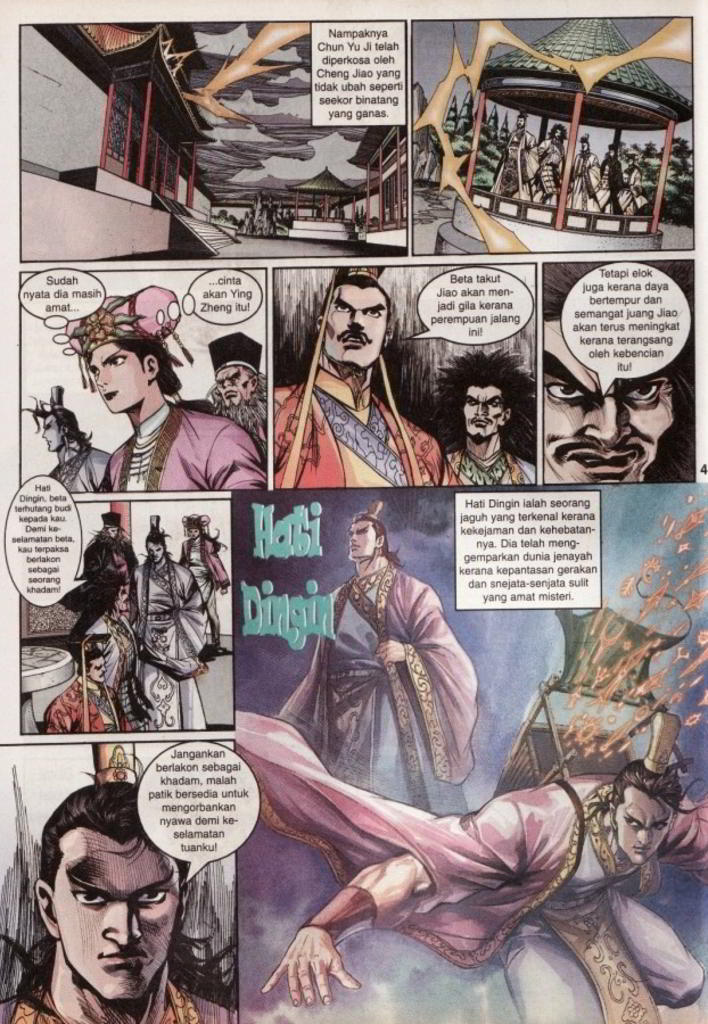 Nampaknya
Chun Yu Ji telah
diperkosa oleh
Cheng Jiao yang
tidak ubah seperti
seekor binatang
yang ganas.
Sudah
nyata dia masih
amat...
...cinta
akan Ying
Zheng itu!
Beta takut
Jiao akan men-
jadi gila kerana
perempuan jalang
ini!
Tetapi elok
juga kerana daya
bertempur dan
semangat juang Jiao
akan terus meningkat
kerana terangsang
oleh kebencian
itu!
4
Hati
Dingin, beta
terhutang budi
kepada kau.
Demi ke-
selamatan beta,
kau terpaksa
berlakon
sebagai
seorang
khadam!
Hati
Dingin
Hati Dingin ialah seorang
jaguh yang terkenal kerana
kekejaman dan kehebatan-
nya. Dia telah meng-
gemparkan dunia jenayah
kerana kepantasan gerakan
dan snejata-senjata sulit
yang amat misteri.
Jangankan
berlakon sebagai
khadam, malah
patik bersedia untuk
mengorbankan
nyawa demi ke-
selamatan
tuanku!